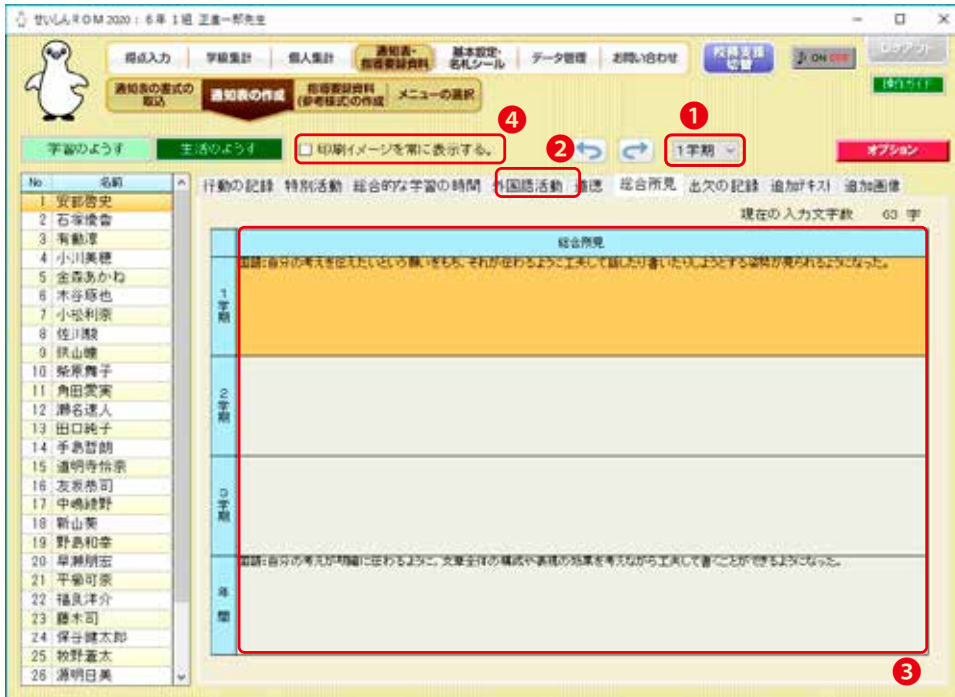 せいしんROM2020：6年1組 正進一郎先生
得点入力 学級集計 個人集計 通知表・指導要録資料 基本設定・名札シール データ管理 お問い合わせ 校務支援切替 ON OFF ログアウト
通知表の書式の取込 通知表の作成 指導要録資料(参考様式)の作成 メニューの選択 操作ガイド
4 1
学習のようす 生活のようす 印刷イメージを常に表示する。 2 1学期 オプション
No 名前
行動の記録 特別活動 総合的な学習の時間 外国語活動 道徳 総合所見 出欠の記録 追加テキスト 追加画像
現在の入力文字数 63 字
総合所見
1 安部啓史
2 石塚優香
3 有動淳
4 小川美穂
5 金森あかね
6 木谷琢也
7 小松利奈
8 佐川駿
9 狭山瞳
10 柴原舞子
11 角田愛実
12 瀬名速人
13 田口純子
14 手島哲朗
15 道明寺怜奈
16 友坂恭司
17 中嶋綾野
18 新山葵
19 野島和幸
20 早瀬明宏
21 平薮可奈
22 福良洋介
23 藤木司
24 保谷健太郎
25 牧野蒼太
26 源明日美
1学期
国語:自分の考えを伝えたいという願いをもち、それが伝わるように工夫して話したり書いたりしようとする姿勢が見られるようになった。
2学期
3学期
年間
国語:自分の考えが明確に伝わるように、文章全体の構成や表現の効果を考えながら工夫して書くことができるようになった。
3